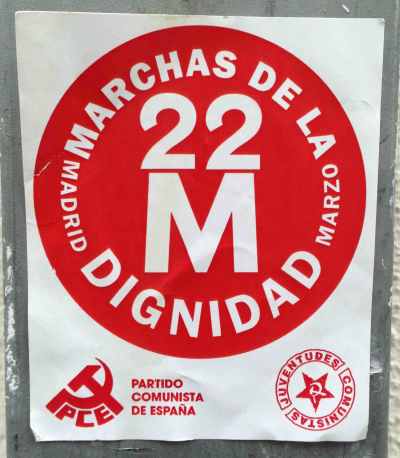 MARCHAS DE LA
22
M
MADRID
MARZO
DIGNIDAD
PCE
PARTIDO
COMUNISTA
DE ESPAÑA
JUVENTUDES
COMUNISTAS